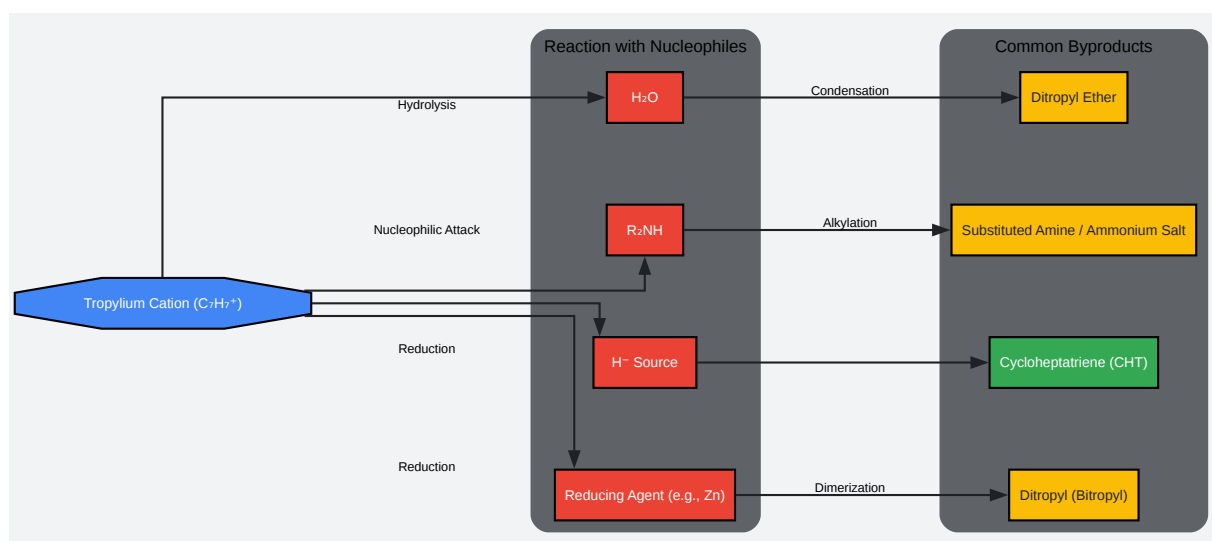 Reaction with Nucleophiles
Common Byproducts
Hydrolysis
H₂O
Condensation
Ditropyl Ether
Nucleophilic Attack
R₂NH
Alkylation
Substituted Amine / Ammonium Salt
Tropylium Cation (C₇H₇⁺)
Reduction
H⁻ Source
Cycloheptatriene (CHT)
Reduction
Reducing Agent (e.g., Zn)
Dimerization
Ditropyl (Bitropyl)